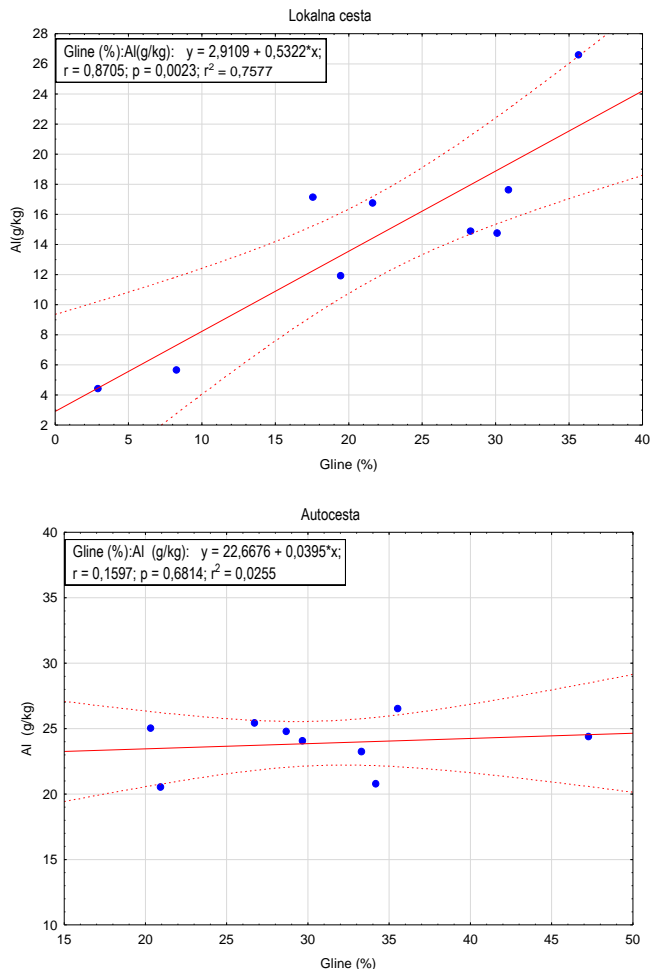 Lokalna cesta
Gline (%):Al(g/kg): y = 2,9109 + 0,5322*x;
r = 0,8705; p = 0,0023; r² = 0,7577
28
26
24
22
20
18
16
14
12
10
8
6
4
2
Al(g/kg)
0 5 10 15 20 25 30 35 40
Gline (%)
Autocesta
Gline (%):Al (g/kg): y = 22,6676 + 0,0395*x;
r = 0,1597; p = 0,6814; r² = 0,0255
40
35
30
25
20
15
10
Al (g/kg)
15 20 25 30 35 40 45 50
Gline (%)